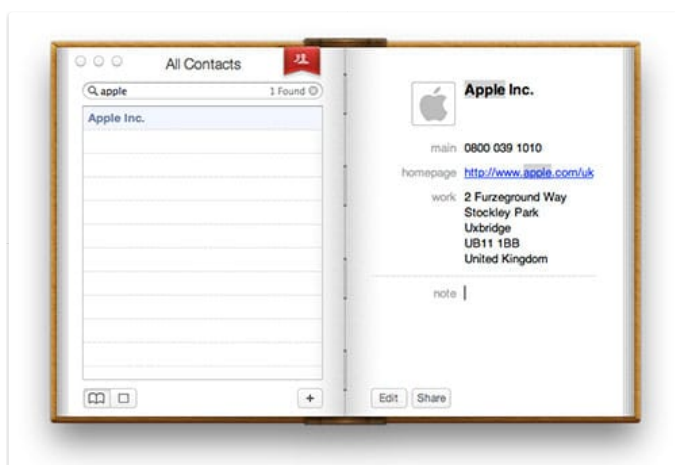 All Contacts
apple
1 Found
Apple Inc.
Apple Inc.
main 0800 039 1010
homepage http://www.apple.com/uk
work 2 Furzeground Way
Stockley Park
Uxbridge
UB11 1BB
United Kingdom
note
+
Edit Share